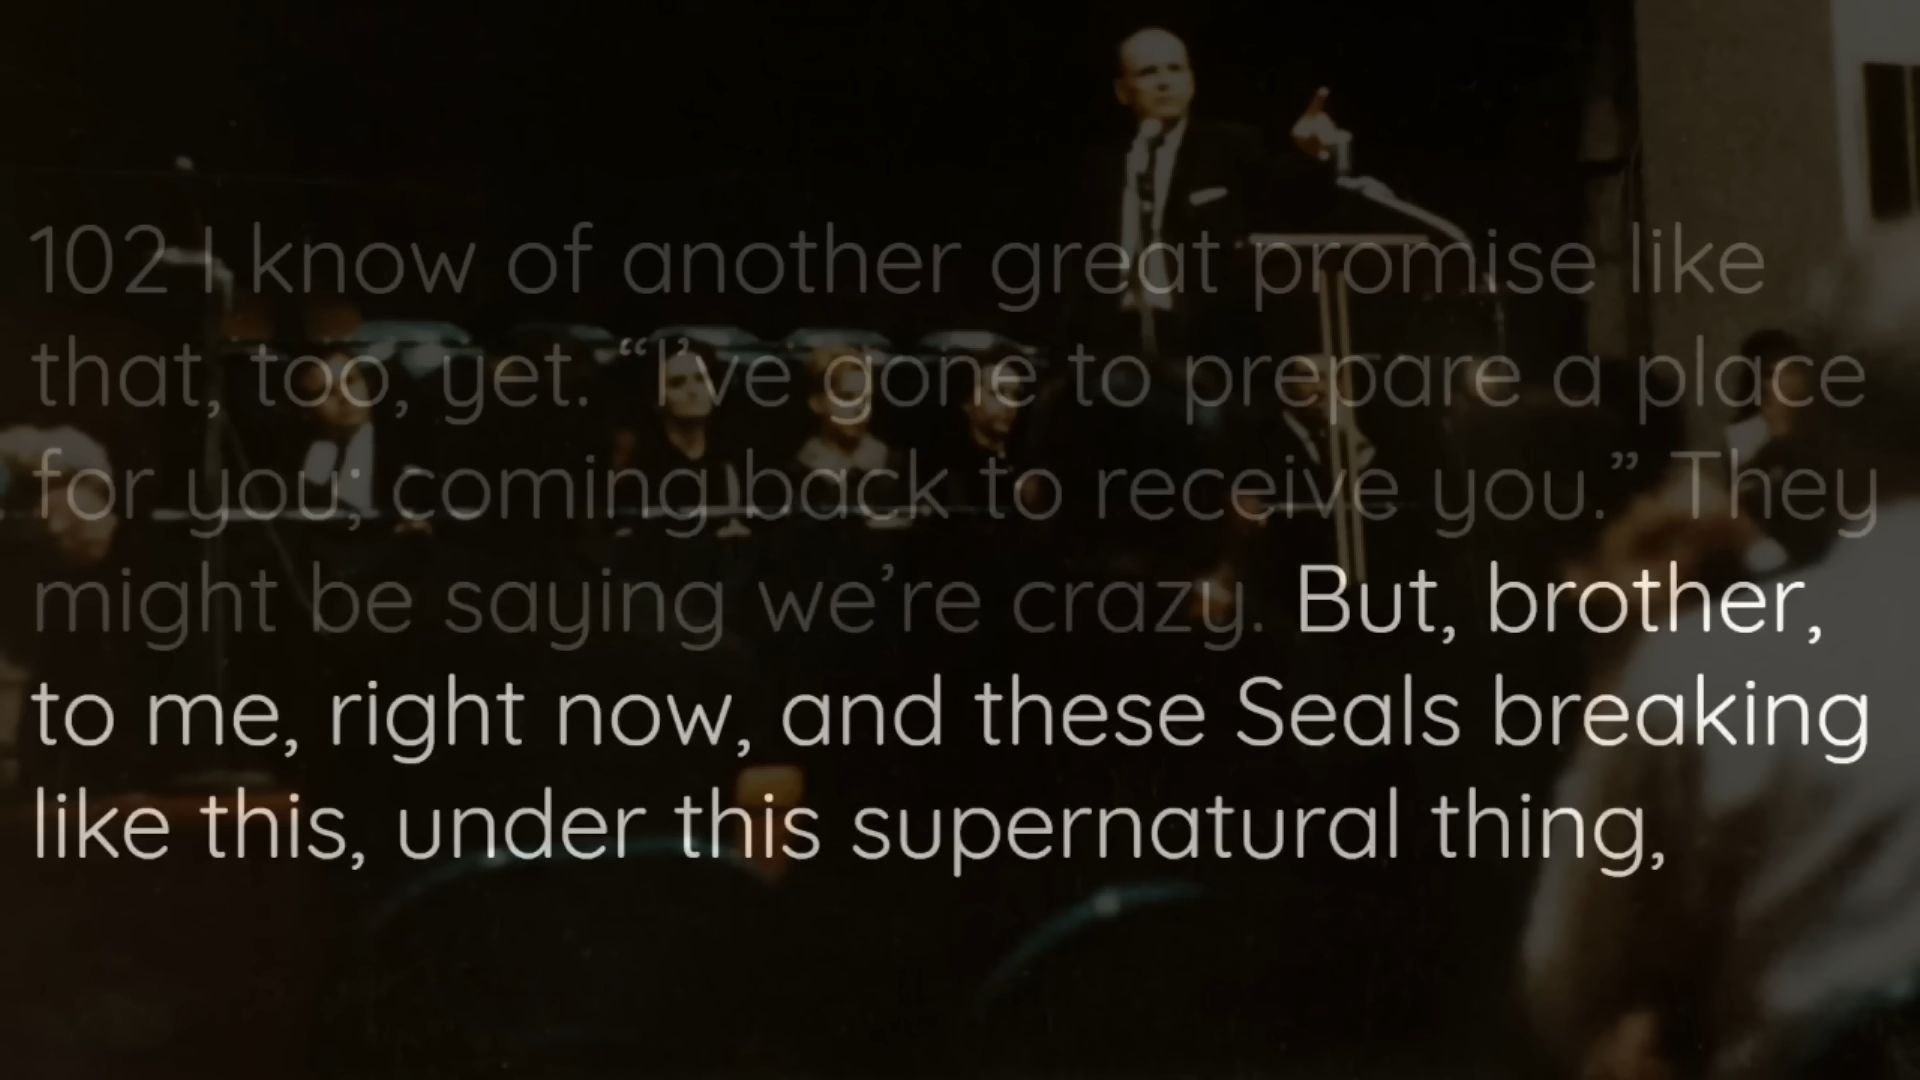 102 I know of another great promise like
that, too, yet. “I’ve gone to prepare a place
for you; coming back to receive you.” They
might be saying we’re crazy. But, brother,
to me, right now, and these Seals breaking
like this, under this supernatural thing,